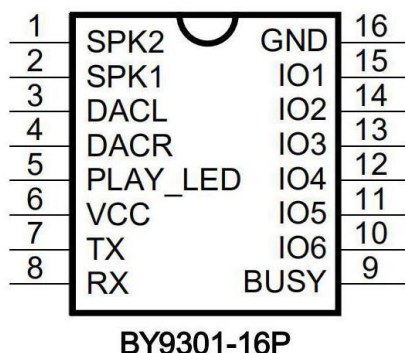 1 SPK2 GND 16
2 SPK1 IO1 15
3 DACL IO2 14
4 DACR IO3 13
5 PLAY_LED IO4 12
6 VCC IO5 11
7 TX IO6 10
8 RX BUSY 9
BY9301-16P